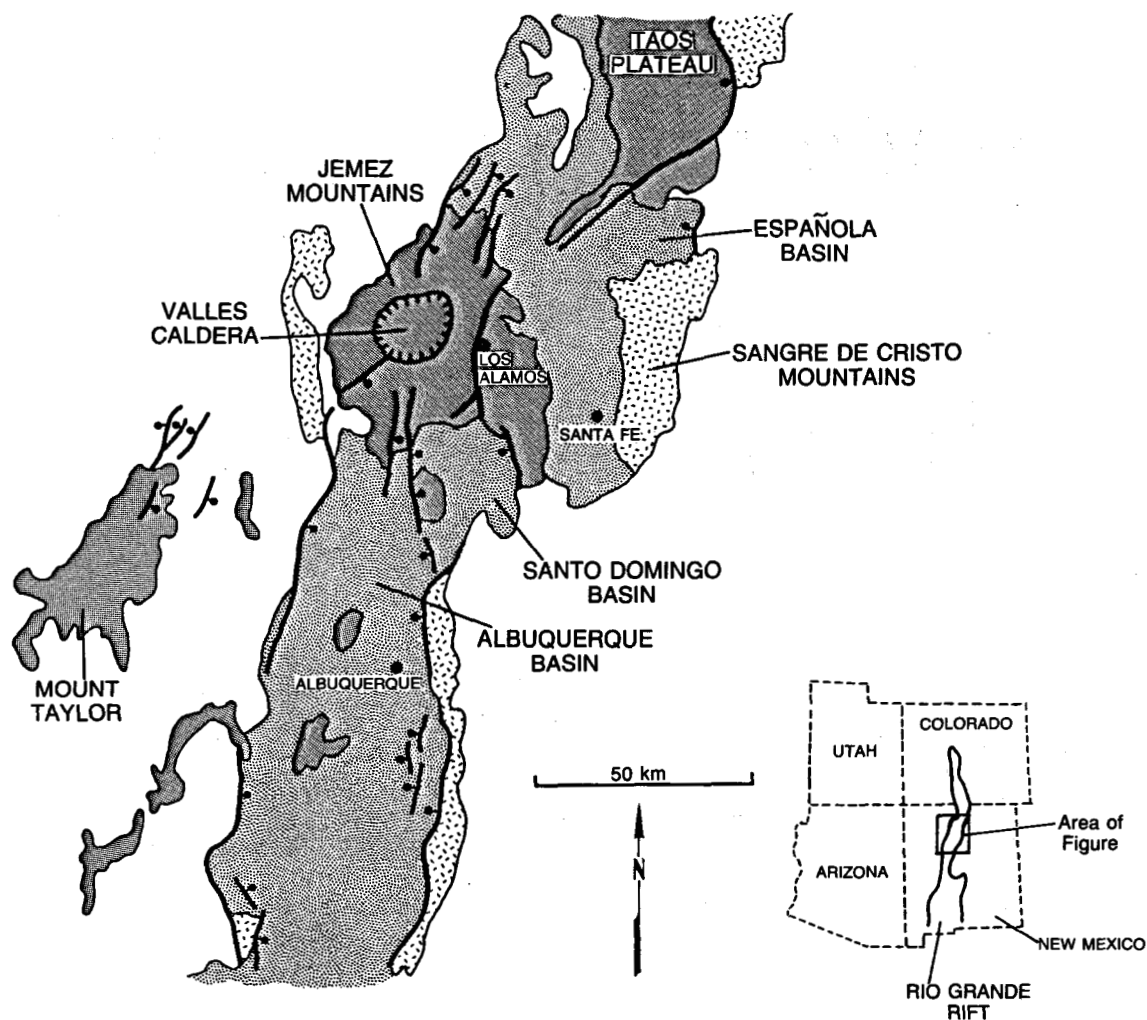 TAOS
PLATEAU
JEMEZ
MOUNTAINS
ESPAÑOLA
BASIN
VALLES
CALDERA
LOS
ALAMOS
SANGRE DE CRISTO
MOUNTAINS
SANTA FE
SANTO DOMINGO
BASIN
ALBUQUERQUE
BASIN
ALBUQUERQUE
MOUNT
TAYLOR
50 km
N
COLORADO
UTAH
Area of
Figure
ARIZONA
NEW MEXICO
RIO GRANDE
RIFT